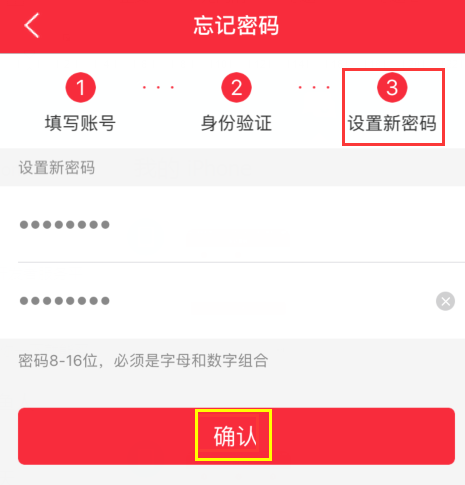 忘记密码
1 · · · 2 · · · 3
填写账号 身份验证 设置新密码
设置新密码
●●●●●●●●
●●●●●●●●
密码8-16位，必须是字母和数字组合
确认